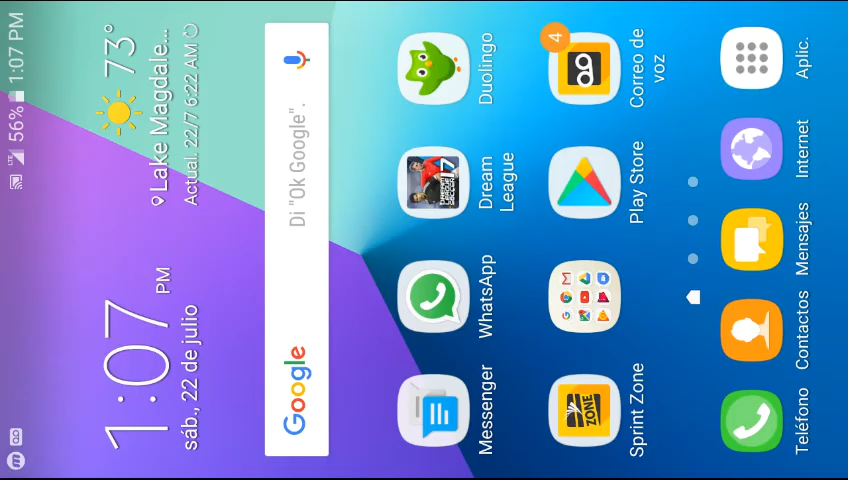 56% 1:07 PM
1:07 PM
sáb., 22 de julio
73°
Lake Magdale...
Actual. 22/7 6:22 AM
Google
Di "Ok Google".
Messenger
WhatsApp
Dream
League
Duolingo
ZONE
Sprint Zone
Play Store
4
Correo de
voz
Teléfono
Contactos
Mensajes
Internet
Aplic.